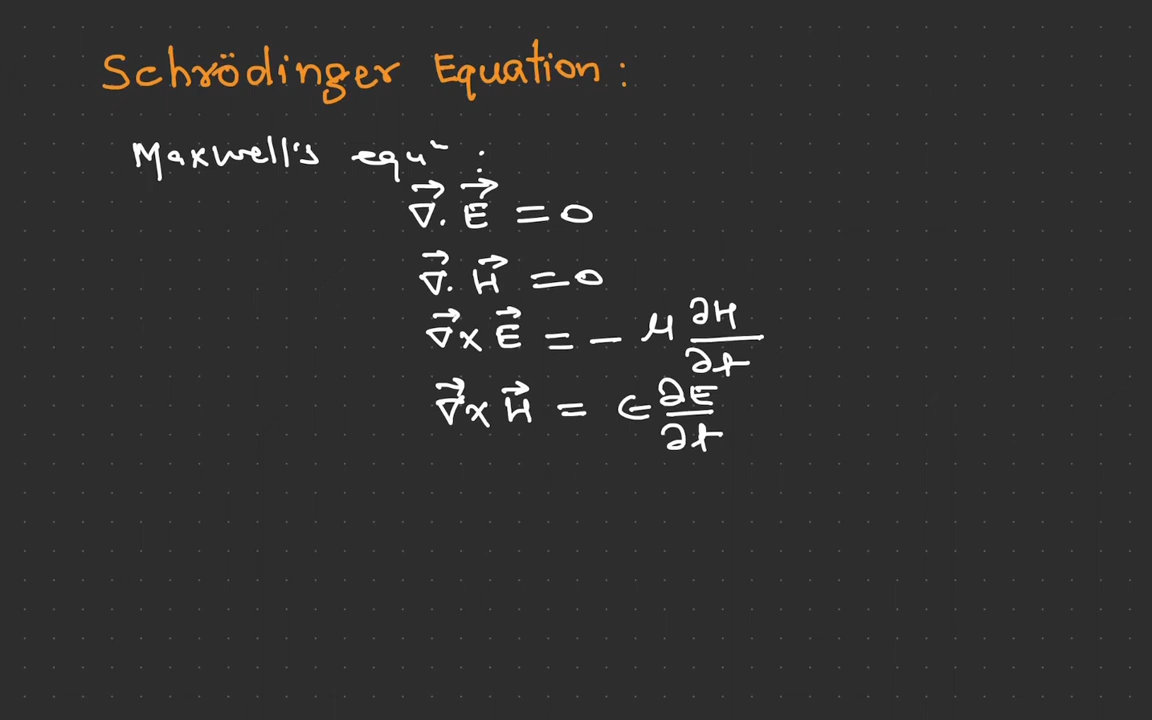 Schrödinger Equation:
Maxwell's equⁿ :
∇⃗. E⃗ = 0
∇⃗. H⃗ = 0
∇⃗ × E⃗ = − μ ∂H/∂t
∇⃗ × H⃗ = ∈ ∂E/∂t